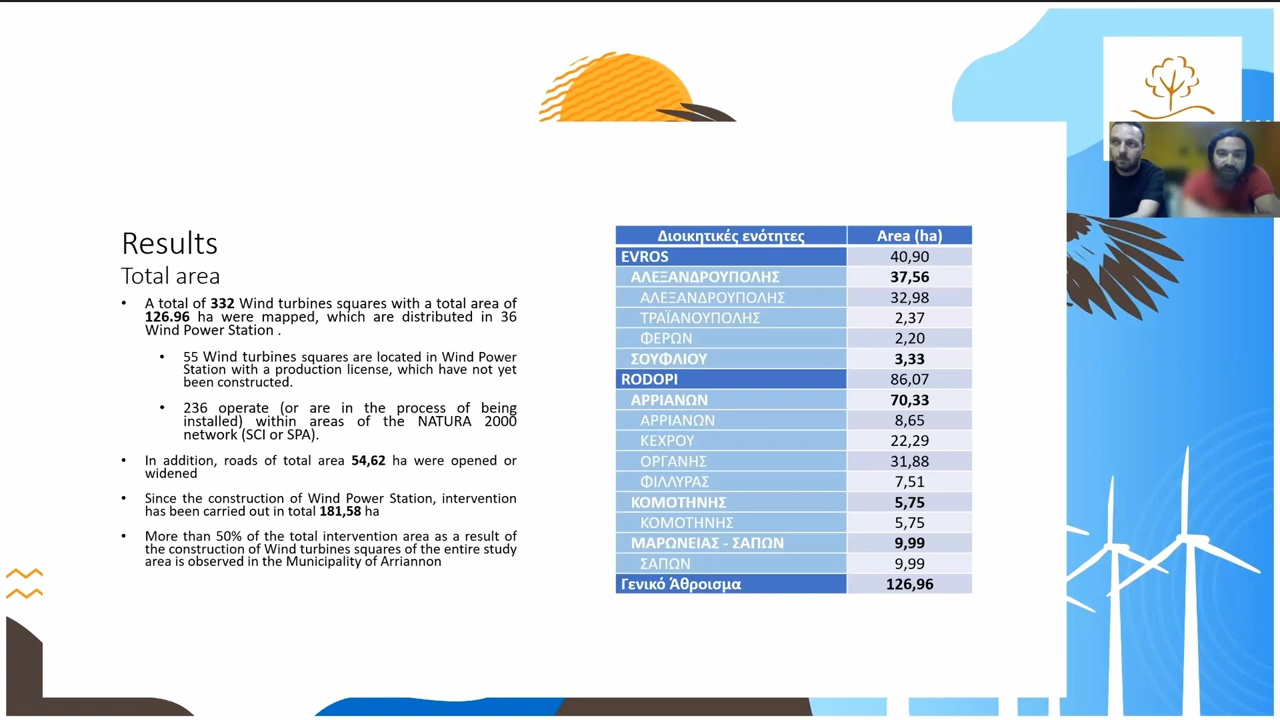 Results
Total area
• A total of 332 Wind turbines squares with a total area of
126.96 ha were mapped, which are distributed in 36
Wind Power Station .
• 55 Wind turbines squares are located in Wind Power
Station with a production license, which have not yet
been constructed.
• 236 operate (or are in the process of being
installed) within areas of the NATURA 2000
network (SCI or SPA).
• In addition, roads of total area 54,62 ha were opened or
widened
• Since the construction of Wind Power Station, intervention
has been carried out in total 181,58 ha
• More than 50% of the total intervention area as a result of
the construction of Wind turbines squares of the entire study
area is observed in the Municipality of Arriannon
Διοικητικές ενότητες Area (ha)
EVROS 40,90
ΑΛΕΞΑΝΔΡΟΥΠΟΛΗΣ 37,56
ΑΛΕΞΑΝΔΡΟΥΠΟΛΗΣ 32,98
ΤΡΑΪΑΝΟΥΠΟΛΗΣ 2,37
ΦΕΡΩΝ 2,20
ΣΟΥΦΛΙΟΥ 3,33
RODOPI 86,07
ΑΡΡΙΑΝΩΝ 70,33
ΑΡΡΙΑΝΩΝ 8,65
ΚΕΧΡΟΥ 22,29
ΟΡΓΑΝΗΣ 31,88
ΦΙΛΛΥΡΑΣ 7,51
ΚΟΜΟΤΗΝΗΣ 5,75
ΚΟΜΟΤΗΝΗΣ 5,75
ΜΑΡΩΝΕΙΑΣ - ΣΑΠΩΝ 9,99
ΣΑΠΩΝ 9,99
Γενικό Άθροισμα 126,96